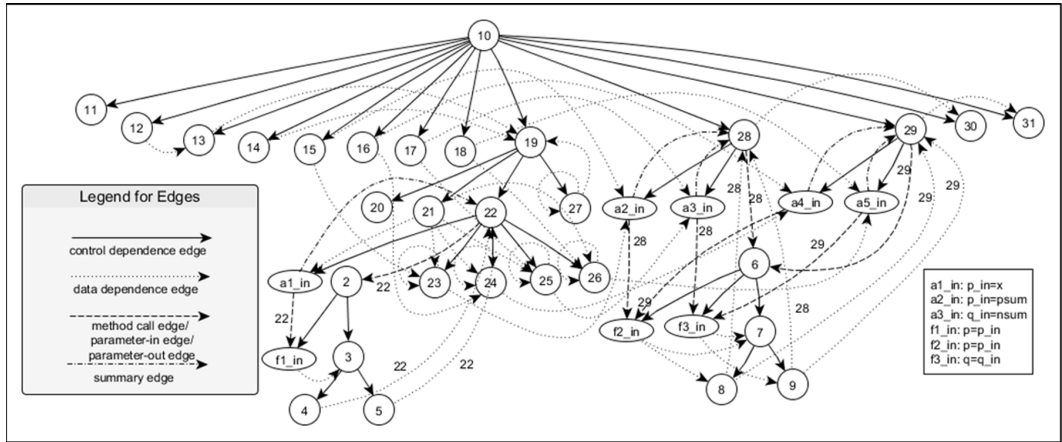 10
11
12
13
14
15
16
17
18
19
28
29
30
31
20
21
22
27
a2_in
a3_in
a4_in
a5_in
29
29
29
28
28
28
28
29
a1_in
2
22
23
24
25
26
6
22
f1_in
f2_in
29
f3_in
28
3
7
4
5
22
22
8
9
Legend for Edges
control dependence edge
data dependence edge
method call edge/
parameter-in edge/
parameter-out edge
summary edge
a1_in: p_in=x
a2_in: p_in=psum
a3_in: q_in=nsum
f1_in: p=p_in
f2_in: p=p_in
f3_in: q=q_in